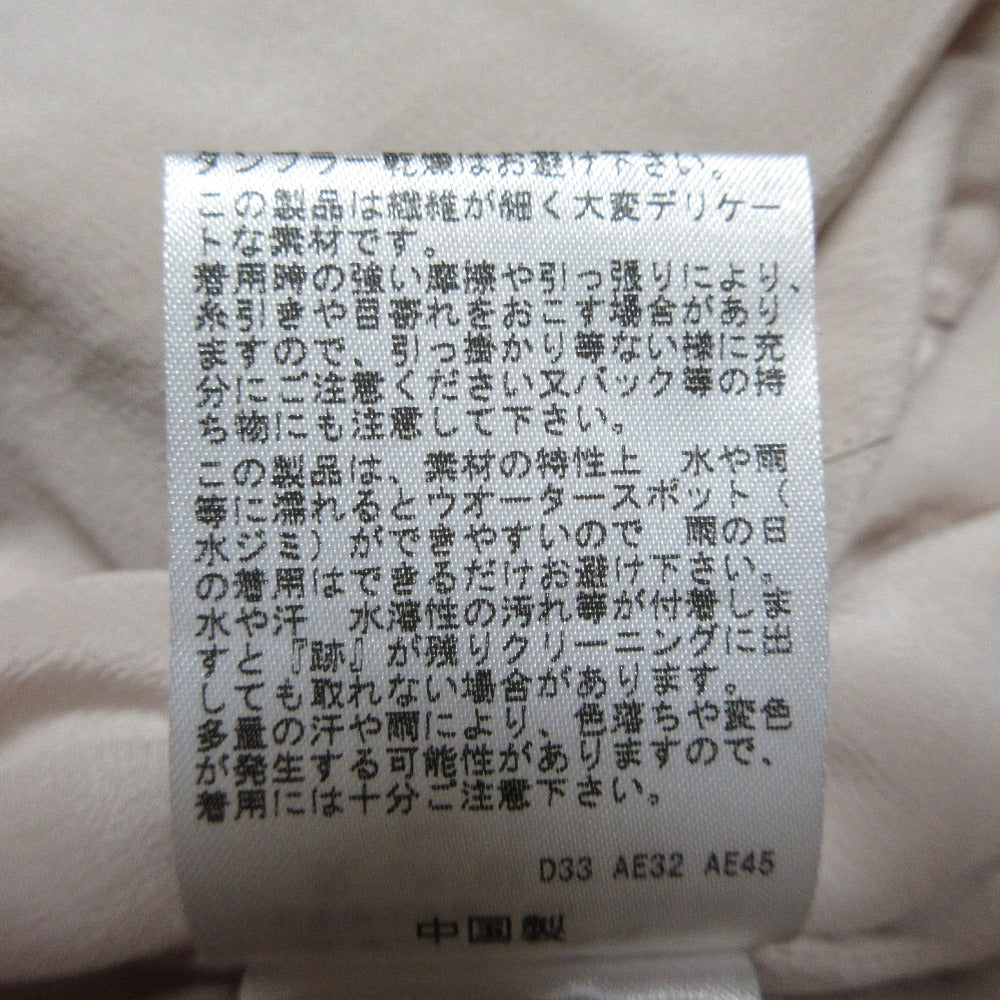 タンブラー乾燥はお避け下さい。
この製品は繊維が細く大変デリケー
トな素材です。
着用時の強い摩擦や引っ張りにより、
糸引きや目寄れをおこす場合があり
ますので、引っ掛かり等ない様に充
分にご注意ください又バック等の持
ち物にも注意して下さい。
この製品は、素材の特性上 水や雨
等に濡れるとウオータースポット(
水ジミ)ができやすいので 雨の日
の着用はできるだけお避け下さい。
水や汗 水溶性の汚れ等が付着しま
すと『跡』が残りクリーニングに出
しても取れない場合があります。
多量の汗や雨により、色落ちや変色
が発生する可能性がありますので、
着用には十分ご注意下さい。
D33 AE32 AE45
中国製